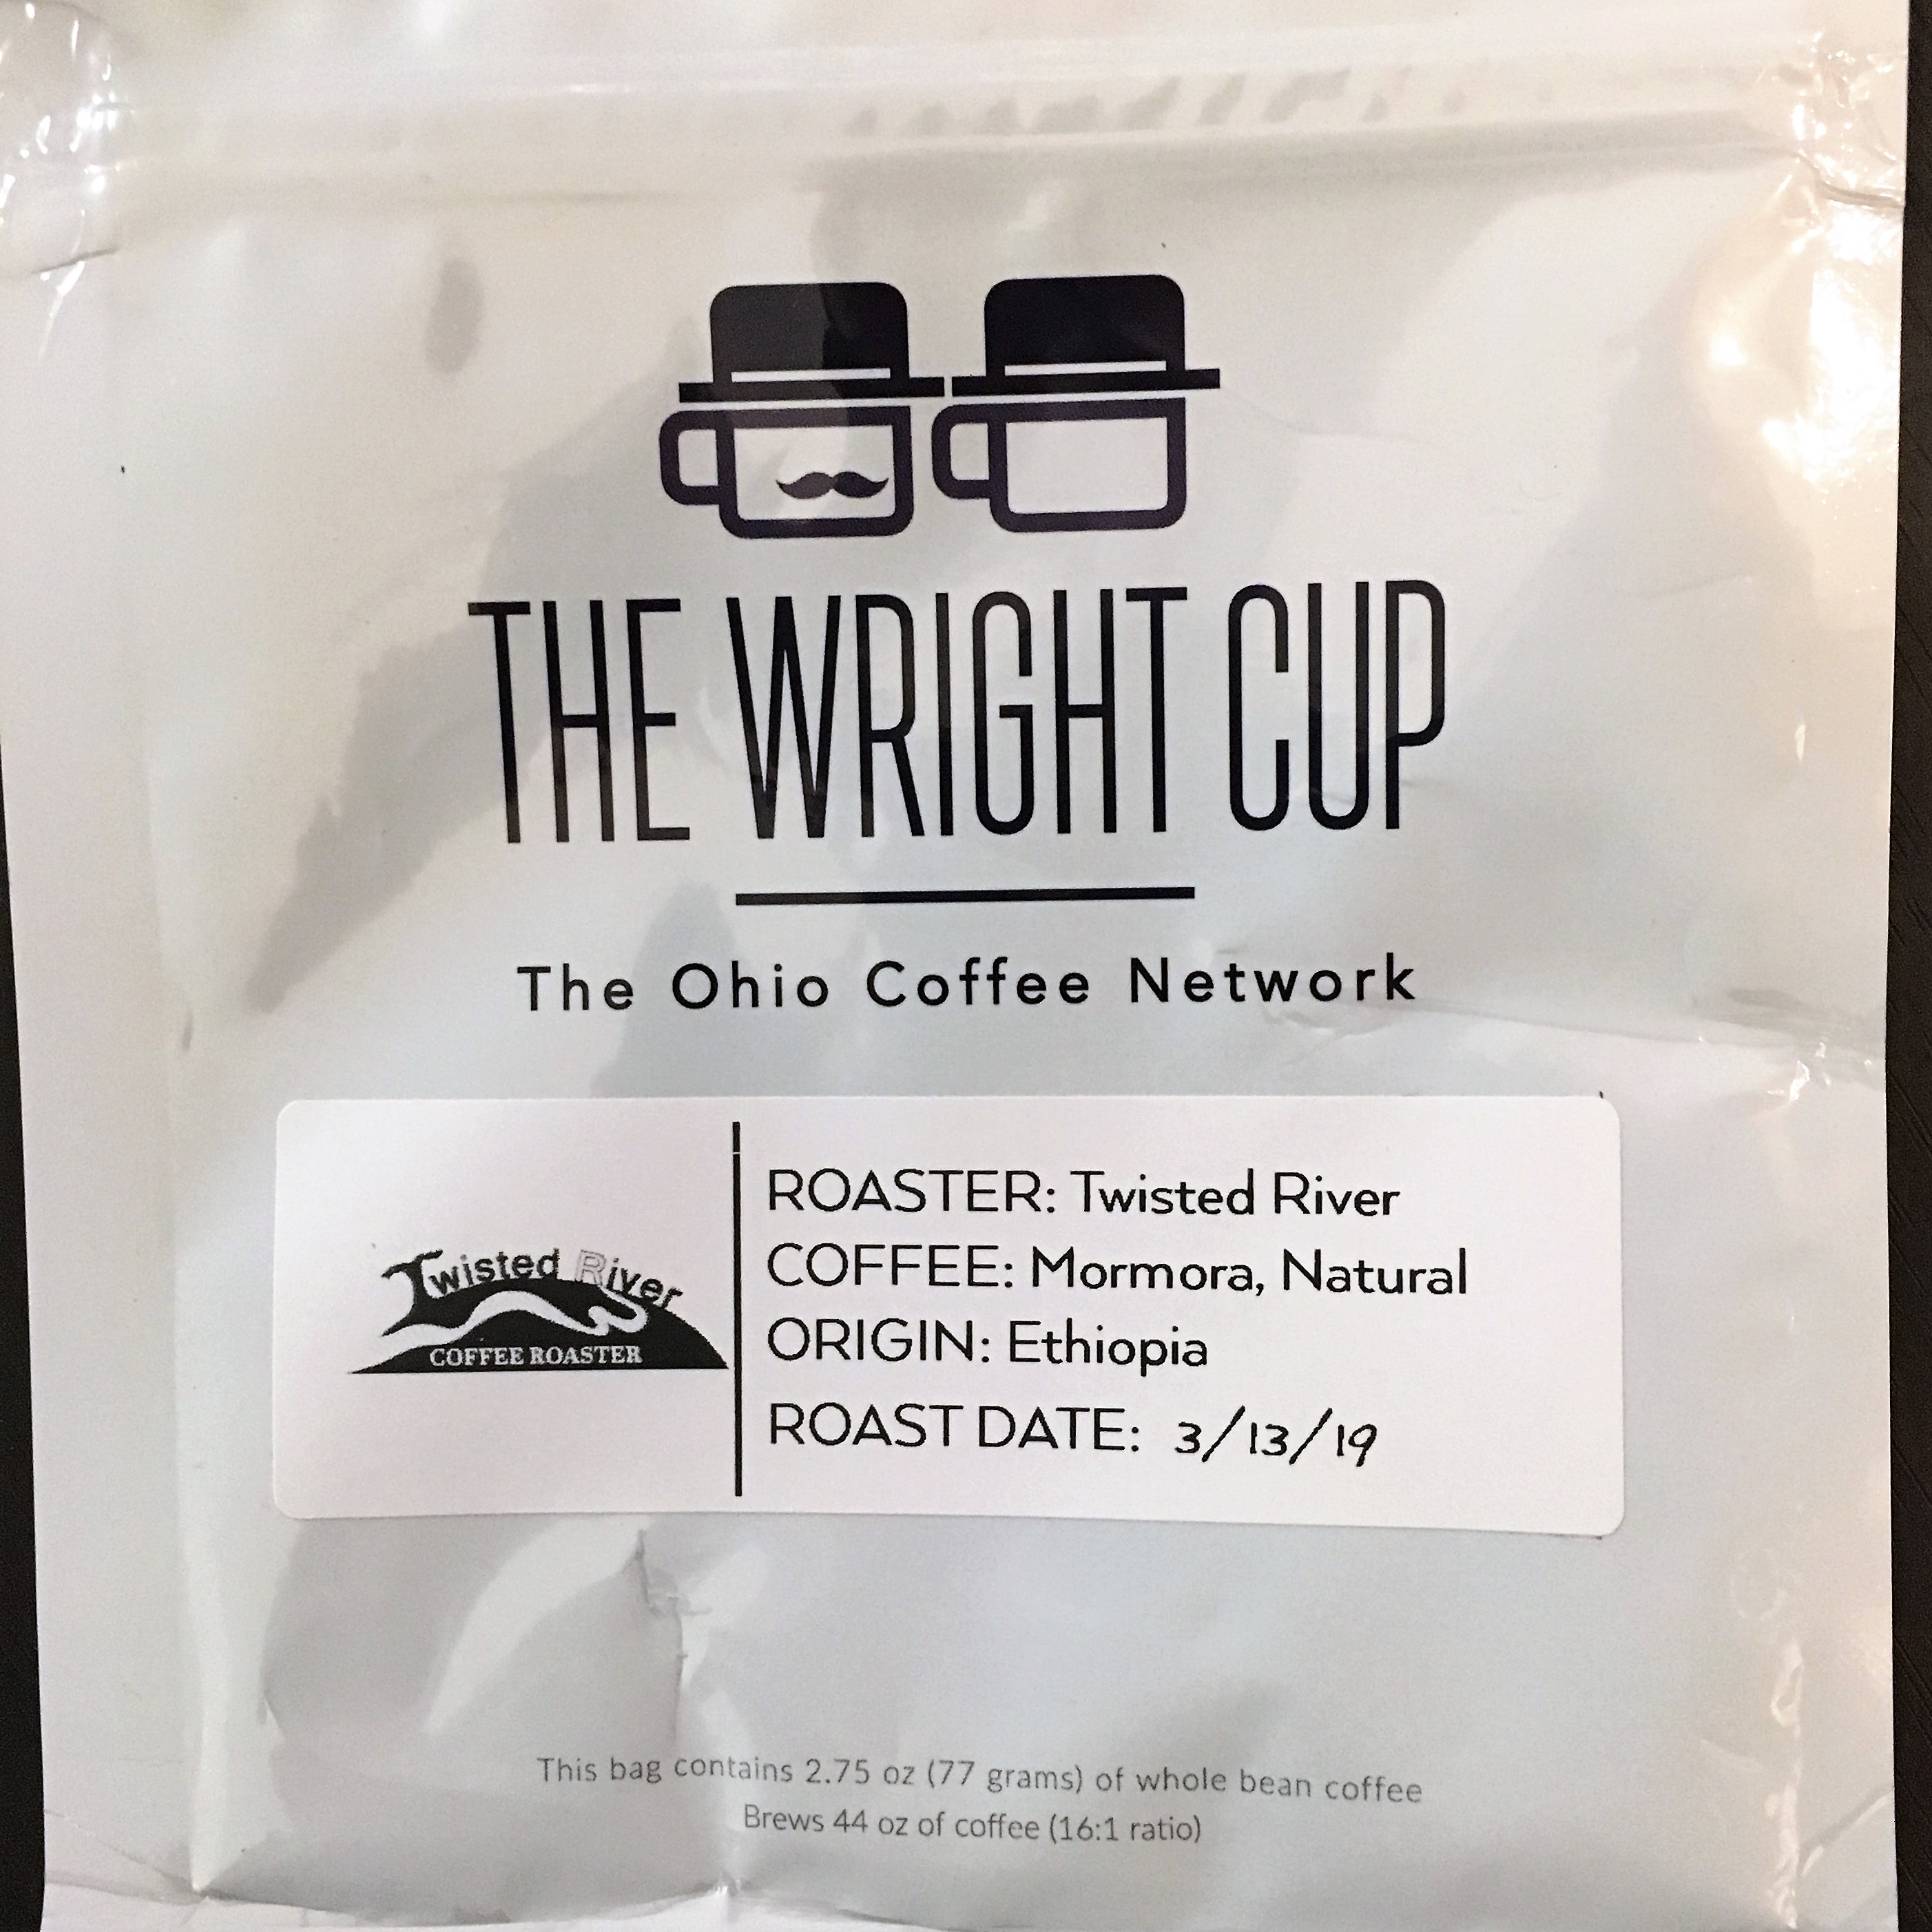 THE WRIGHT CUP
The Ohio Coffee Network
Twisted River
COFFEE ROASTER
ROASTER: Twisted River
COFFEE: Mormora, Natural
ORIGIN: Ethiopia
ROAST DATE: 3/13/19
This bag contains 2.75 oz (77 grams) of whole bean coffee
Brews 44 oz of coffee (16:1 ratio)